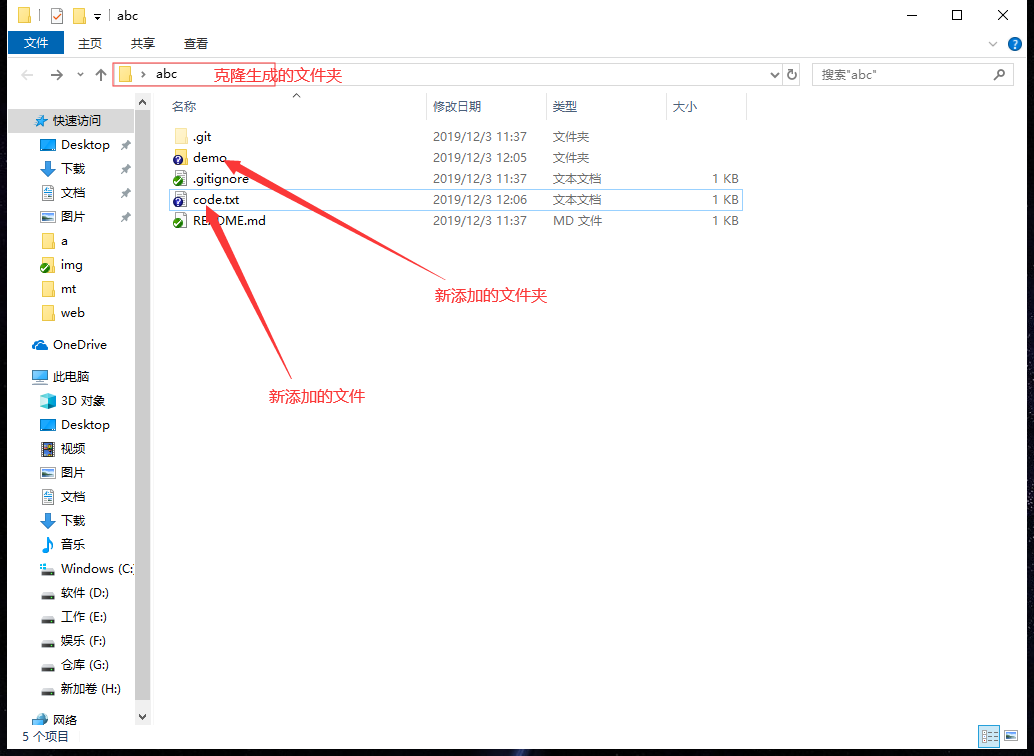 abc
文件 主页 共享 查看
abc 克隆生成的文件夹 搜索"abc"
名称 修改日期 类型 大小
快速访问
Desktop
下载
文档
图片
a
img
mt
web
OneDrive
此电脑
3D 对象
Desktop
视频
图片
文档
下载
音乐
Windows (C:
软件 (D:)
工作 (E:)
娱乐 (F:)
仓库 (G:)
新加卷 (H:)
网络
.git 2019/12/3 11:37 文件夹
demo 2019/12/3 12:05 文件夹
.gitignore 2019/12/3 11:37 文本文档 1 KB
code.txt 2019/12/3 12:06 文本文档 1 KB
README.md 2019/12/3 11:37 MD 文件 1 KB
新添加的文件夹
新添加的文件
5 个项目